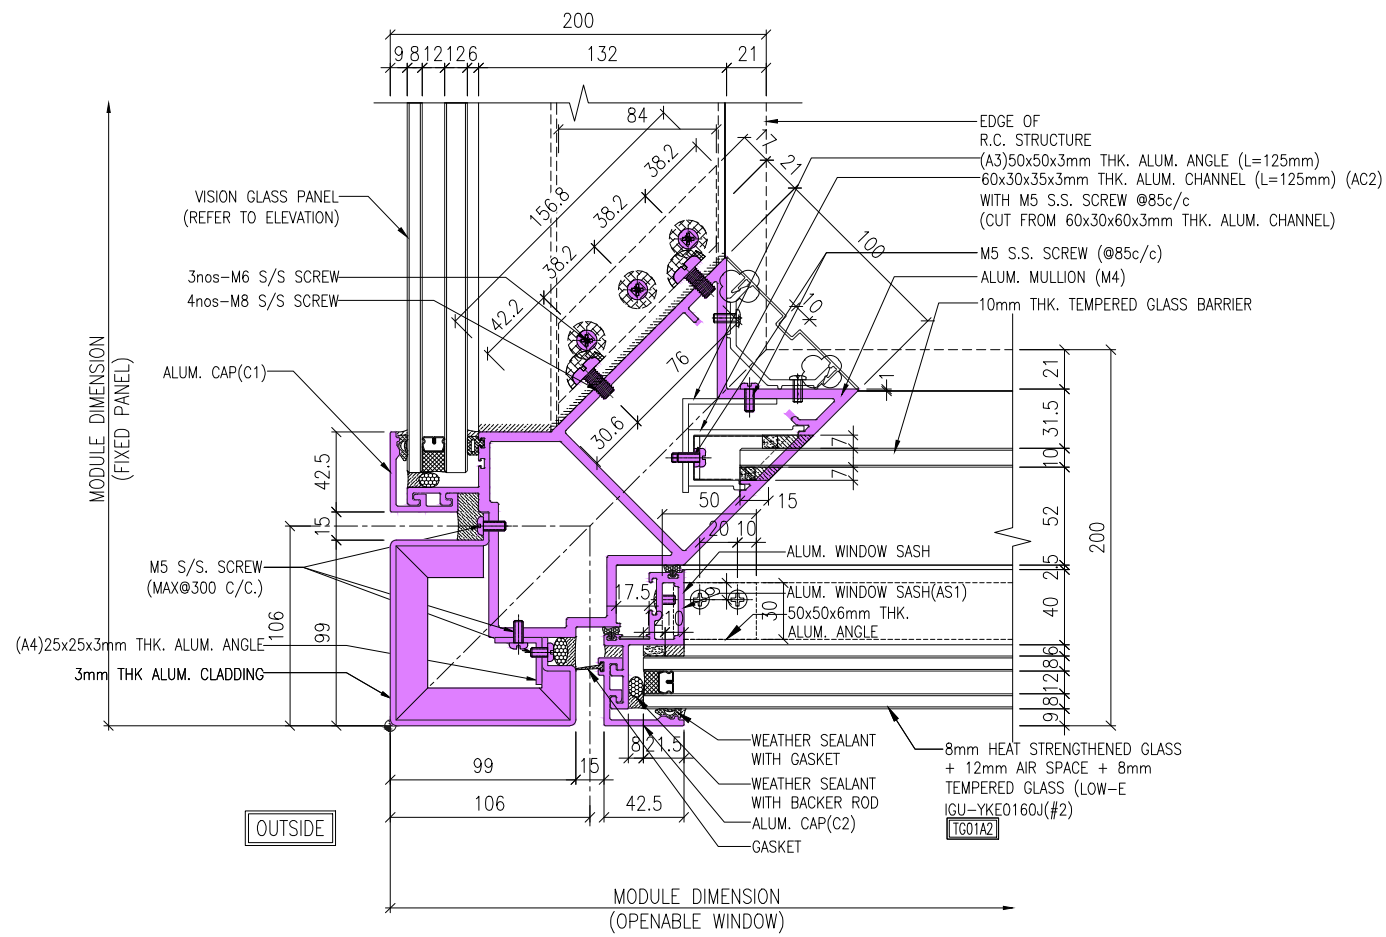 200
9
8
12
12
6
132
21
84
EDGE OF
R.C. STRUCTURE
(A3)50x50x3mm THK. ALUM. ANGLE (L=125mm)
60x30x35x3mm THK. ALUM. CHANNEL (L=125mm) (AC2)
WITH M5 S.S. SCREW @85c/c
(CUT FROM 60x30x60x3mm THK. ALUM. CHANNEL)
17
21
38.2
156.8
38.2
38.2
42.2
100
VISION GLASS PANEL
(REFER TO ELEVATION)
M5 S.S. SCREW (@85c/c)
ALUM. MULLION (M4)
10mm THK. TEMPERED GLASS BARRIER
3nos-M6 S/S SCREW
4nos-M8 S/S SCREW
10
76
30.6
1
MODULE DIMENSION
(FIXED PANEL)
ALUM. CAP(C1)
42.5
15
7
7
50
15
20
10
21
31.5
10
52
2.5
40
6
8
12
8
9
200
M5 S/S. SCREW
(MAX@300 C/C.)
106
99
(A4)25x25x3mm THK. ALUM. ANGLE
3mm THK ALUM. CLADDING
17.5
9
30
2
10
ALUM. WINDOW SASH
ALUM. WINDOW SASH(AS1)
50x50x6mm THK.
ALUM. ANGLE
8
21.5
WEATHER SEALANT
WITH GASKET
WEATHER SEALANT
WITH BACKER ROD
ALUM. CAP(C2)
GASKET
8mm HEAT STRENGTHENED GLASS
+ 12mm AIR SPACE + 8mm
TEMPERED GLASS (LOW-E
IGU-YKE0160J(#2)
TG01A2
99
15
106
42.5
OUTSIDE
MODULE DIMENSION
(OPENABLE WINDOW)